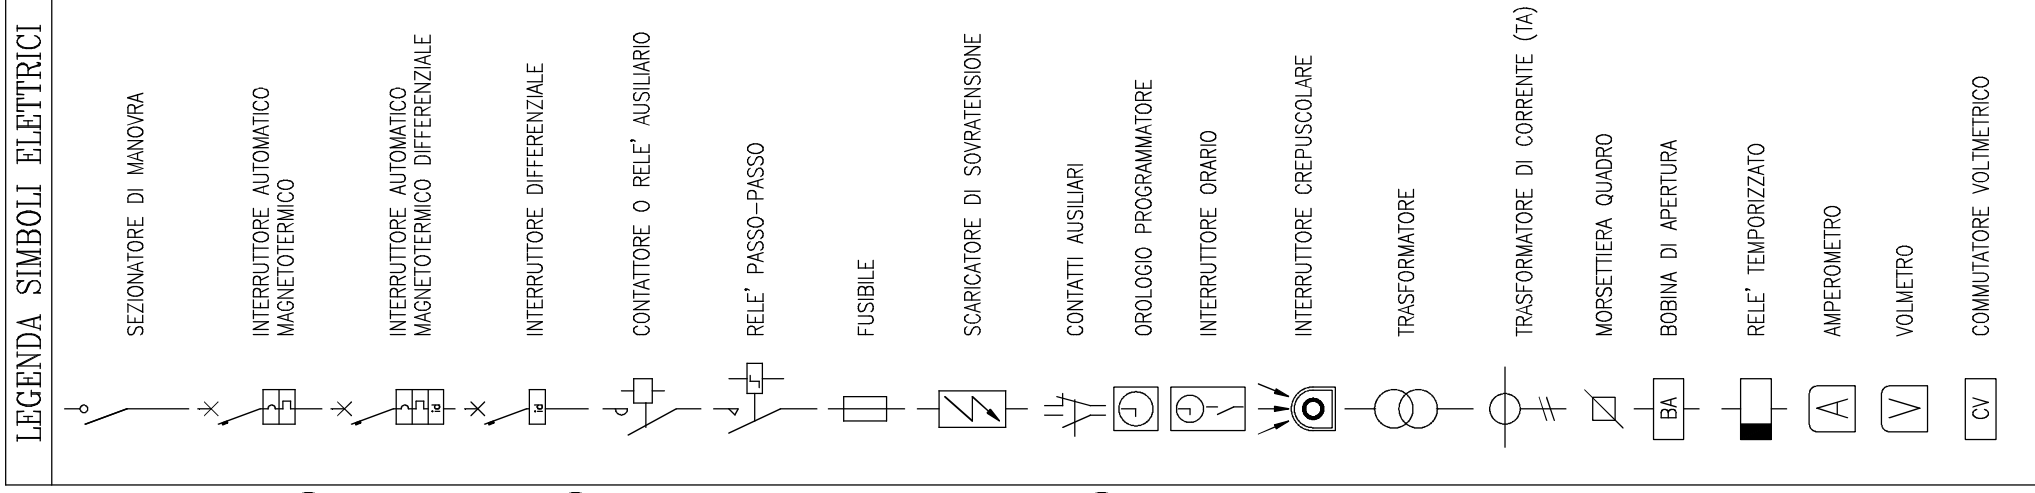 LEGENDA SIMBOLI ELETTRICI
SEZIONATORE DI MANOVRA
INTERRUTTORE AUTOMATICO
MAGNETOTERMICO
INTERRUTTORE AUTOMATICO
MAGNETOTERMICO DIFFERENZIALE
id
INTERRUTTORE DIFFERENZIALE
id
CONTATTORE O RELE' AUSILIARIO
RELE' PASSO-PASSO
FUSIBILE
SCARICATORE DI SOVRATENSIONE
CONTATTI AUSILIARI
OROLOGIO PROGRAMMATORE
INTERRUTTORE ORARIO
INTERRUTTORE CREPUSCOLARE
TRASFORMATORE
TRASFORMATORE DI CORRENTE (TA)
MORSETTIERA QUADRO
BA
BOBINA DI APERTURA
RELE' TEMPORIZZATO
A
AMPEROMETRO
V
VOLMETRO
CV
COMMUTATORE VOLTMETRICO